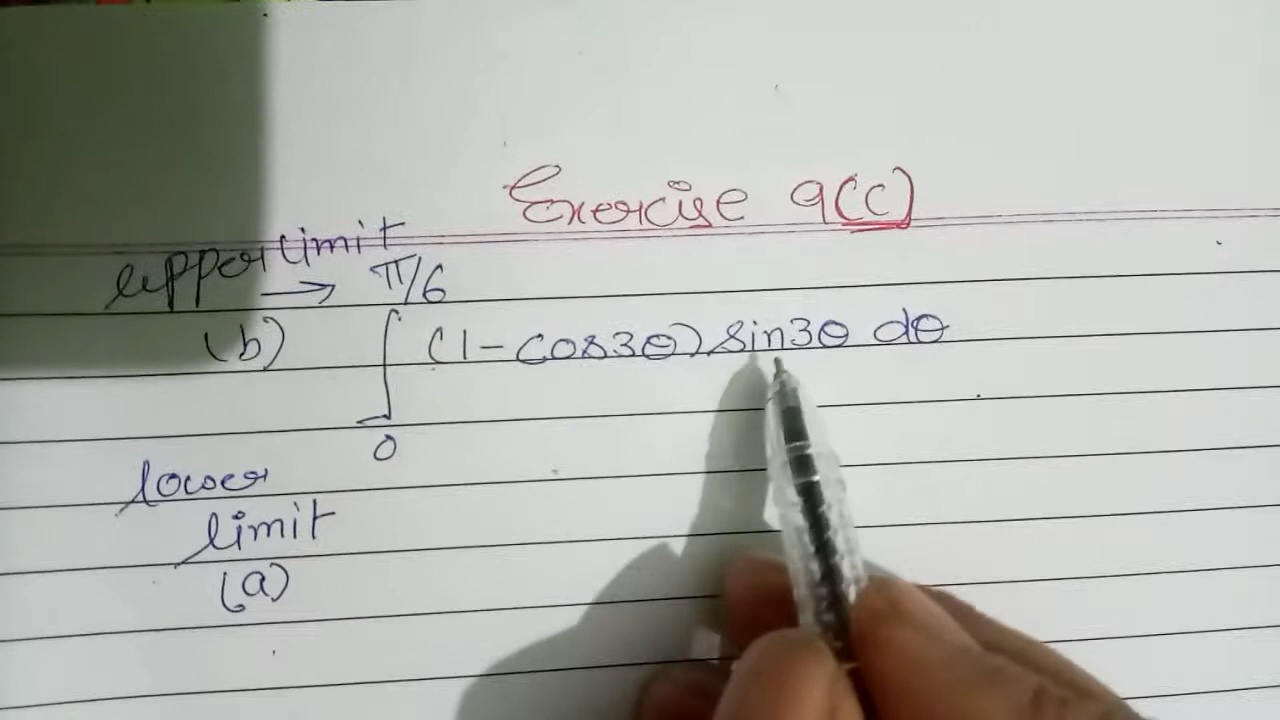 Exercise 9(C)
upper limit
→ π/6
(b) ∫ (1 - cos3θ) sin3θ dθ
0
lower
limit
(a)